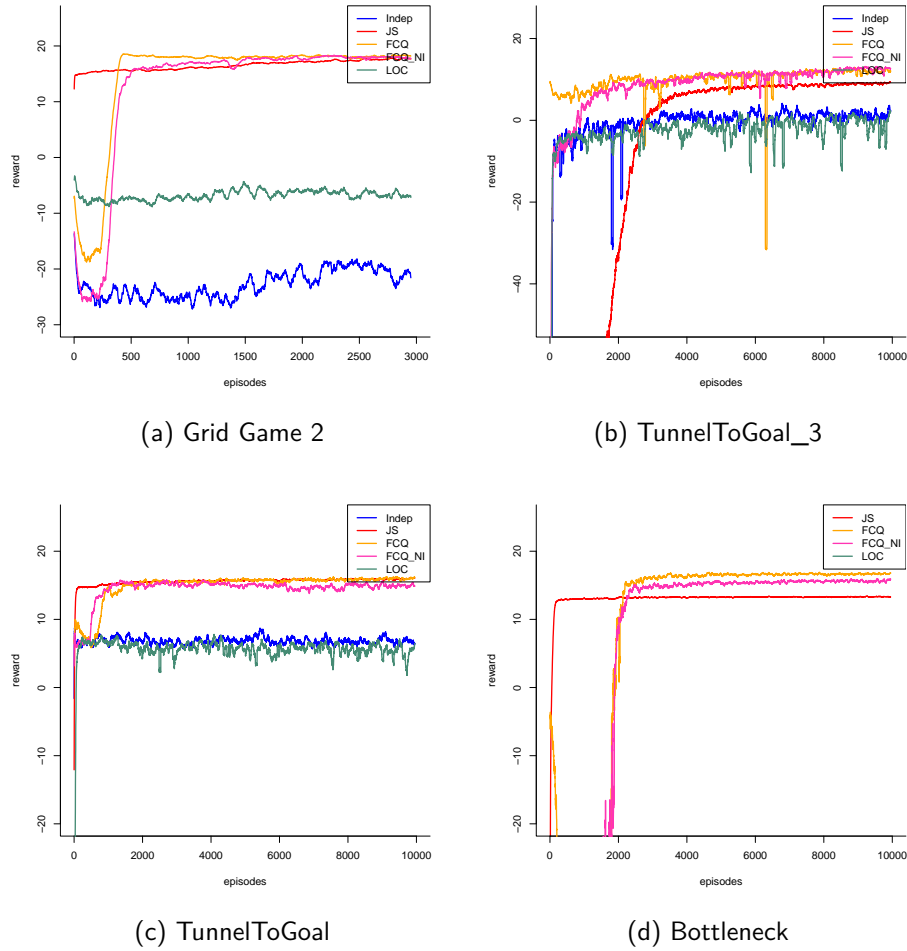 Indep
JS
FCQ
FCQ_NI
LOC
20
10
0
-10
-20
-30
reward
0
500
1000
1500
2000
2500
3000
episodes
(a) Grid Game 2
Indep
JS
FCQ
FCQ_NI
LOC
20
0
-20
-40
reward
0
2000
4000
6000
8000
10000
episodes
(b) TunnelToGoal_3
Indep
JS
FCQ
FCQ_NI
LOC
20
10
0
-10
-20
reward
0
2000
4000
6000
8000
10000
episodes
(c) TunnelToGoal
JS
FCQ
FCQ_NI
LOC
20
10
0
-10
-20
reward
0
2000
4000
6000
8000
10000
episodes
(d) Bottleneck